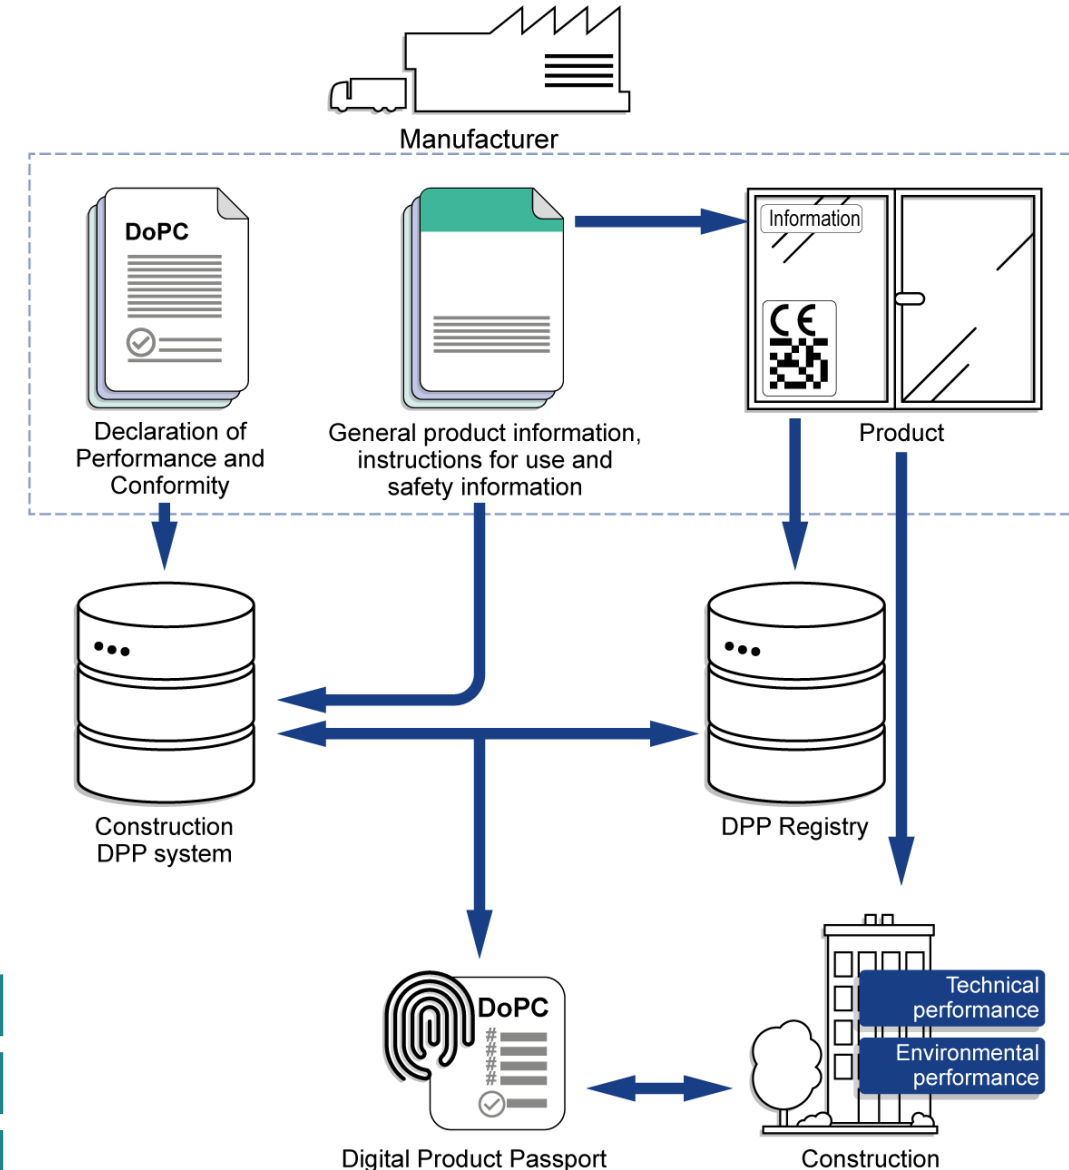 Manufacturer
DoPC
Information
CE
Declaration of
Performance and
Conformity
General product information,
instructions for use and
safety information
Product
Construction
DPP system
DPP Registry
DoPC
#
#
#
#
Technical
performance
Environmental
performance
Digital Product Passport
Construction